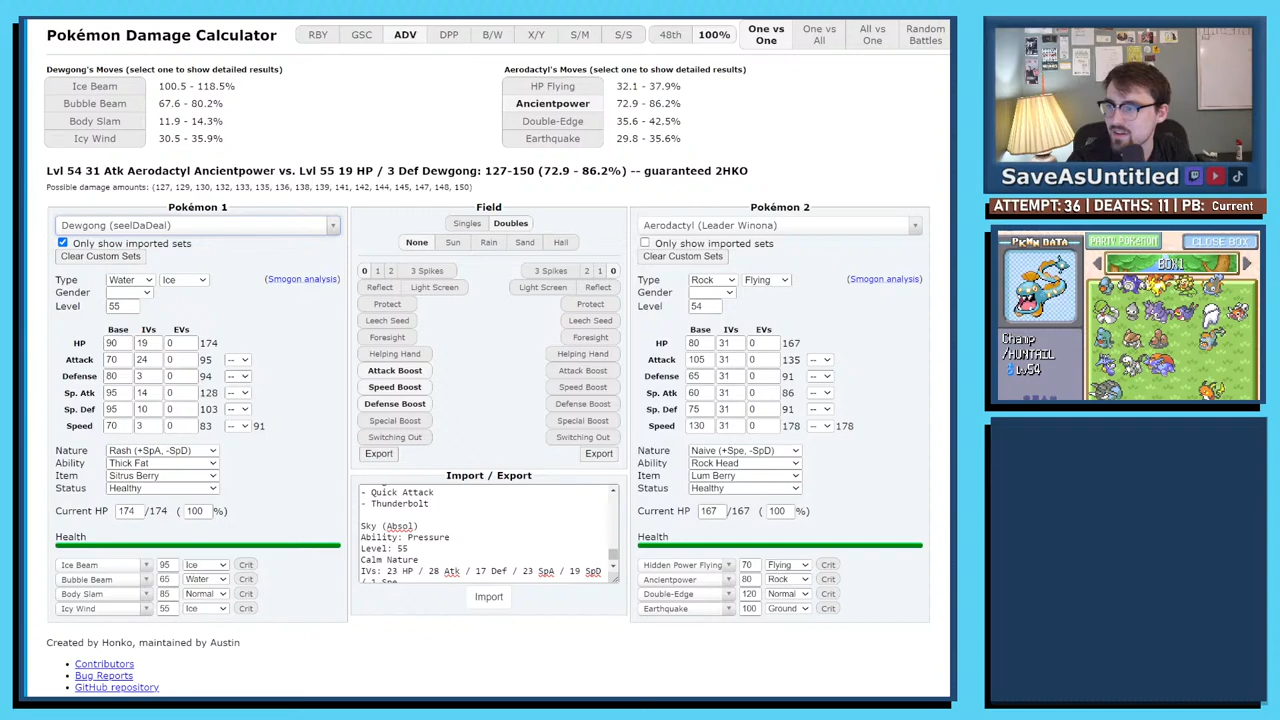 Pokémon Damage Calculator
RBY GSC ADV DPP B/W X/Y S/M S/S 48th 100% One vs One One vs All All vs One Random Battles
Dewgong's Moves (select one to show detailed results)
Ice Beam 100.5 - 118.5%
Bubble Beam 67.6 - 80.2%
Body Slam 11.9 - 14.3%
Icy Wind 30.5 - 35.9%
Aerodactyl's Moves (select one to show detailed results)
HP Flying 32.1 - 37.9%
Ancientpower 72.9 - 86.2%
Double-Edge 35.6 - 42.5%
Earthquake 29.8 - 35.6%
Lvl 54 31 Atk Aerodactyl Ancientpower vs. Lvl 55 19 HP / 3 Def Dewgong: 127-150 (72.9 - 86.2%) -- guaranteed 2HKO
Possible damage amounts: (127, 129, 130, 132, 133, 135, 136, 138, 139, 141, 142, 144, 145, 147, 148, 150)
Pokémon 1
Dewgong (seelDaDeal)
Only show imported sets
Clear Custom Sets
Type Water Ice (Smogon analysis)
Gender
Level 55
Base IVs EVs
HP 90 19 0 174
Attack 70 24 0 95 --
Defense 80 3 0 94 --
Sp. Atk 95 14 0 128 --
Sp. Def 95 10 0 103 --
Speed 70 3 0 83 -- 91
Nature Rash (+SpA, -SpD)
Ability Thick Fat
Item Sitrus Berry
Status Healthy
Current HP 174 /174 ( 100 %)
Health
Ice Beam 95 Ice Crit
Bubble Beam 65 Water Crit
Body Slam 85 Normal Crit
Icy Wind 55 Ice Crit
Field
Singles Doubles
None Sun Rain Sand Hail
0 1 2 3 Spikes 3 Spikes 2 1 0
Reflect Light Screen Light Screen Reflect
Protect Protect
Leech Seed Leech Seed
Foresight Foresight
Helping Hand Helping Hand
Attack Boost Attack Boost
Speed Boost Speed Boost
Defense Boost Defense Boost
Special Boost Special Boost
Switching Out Switching Out
Export Export
Import / Export
- Quick Attack
- Thunderbolt
Sky (Absol)
Ability: Pressure
Level: 55
Calm Nature
IVs: 23 HP / 28 Atk / 17 Def / 23 SpA / 19 SpD
/ 1 Spe
Import
Pokémon 2
Aerodactyl (Leader Winona)
Only show imported sets
Clear Custom Sets
Type Rock Flying (Smogon analysis)
Gender
Level 54
Base IVs EVs
HP 80 31 0 167
Attack 105 31 0 135 --
Defense 65 31 0 91 --
Sp. Atk 60 31 0 86 --
Sp. Def 75 31 0 91 --
Speed 130 31 0 178 -- 178
Nature Naive (+Spe, -SpD)
Ability Rock Head
Item Lum Berry
Status Healthy
Current HP 167 /167 ( 100 %)
Health
Hidden Power Flying 70 Flying Crit
Ancientpower 80 Rock Crit
Double-Edge 120 Normal Crit
Earthquake 100 Ground Crit
Created by Honko, maintained by Austin
• Contributors
• Bug Reports
• GitHub repository
SaveAsUntitled
ATTEMPT: 36 | DEATHS: 11 | PB: Current
PKMN DATA
PARTY POKéMON
CLOSE BOX
BOX1
Champ
/HUNTAIL
♂ Lv54